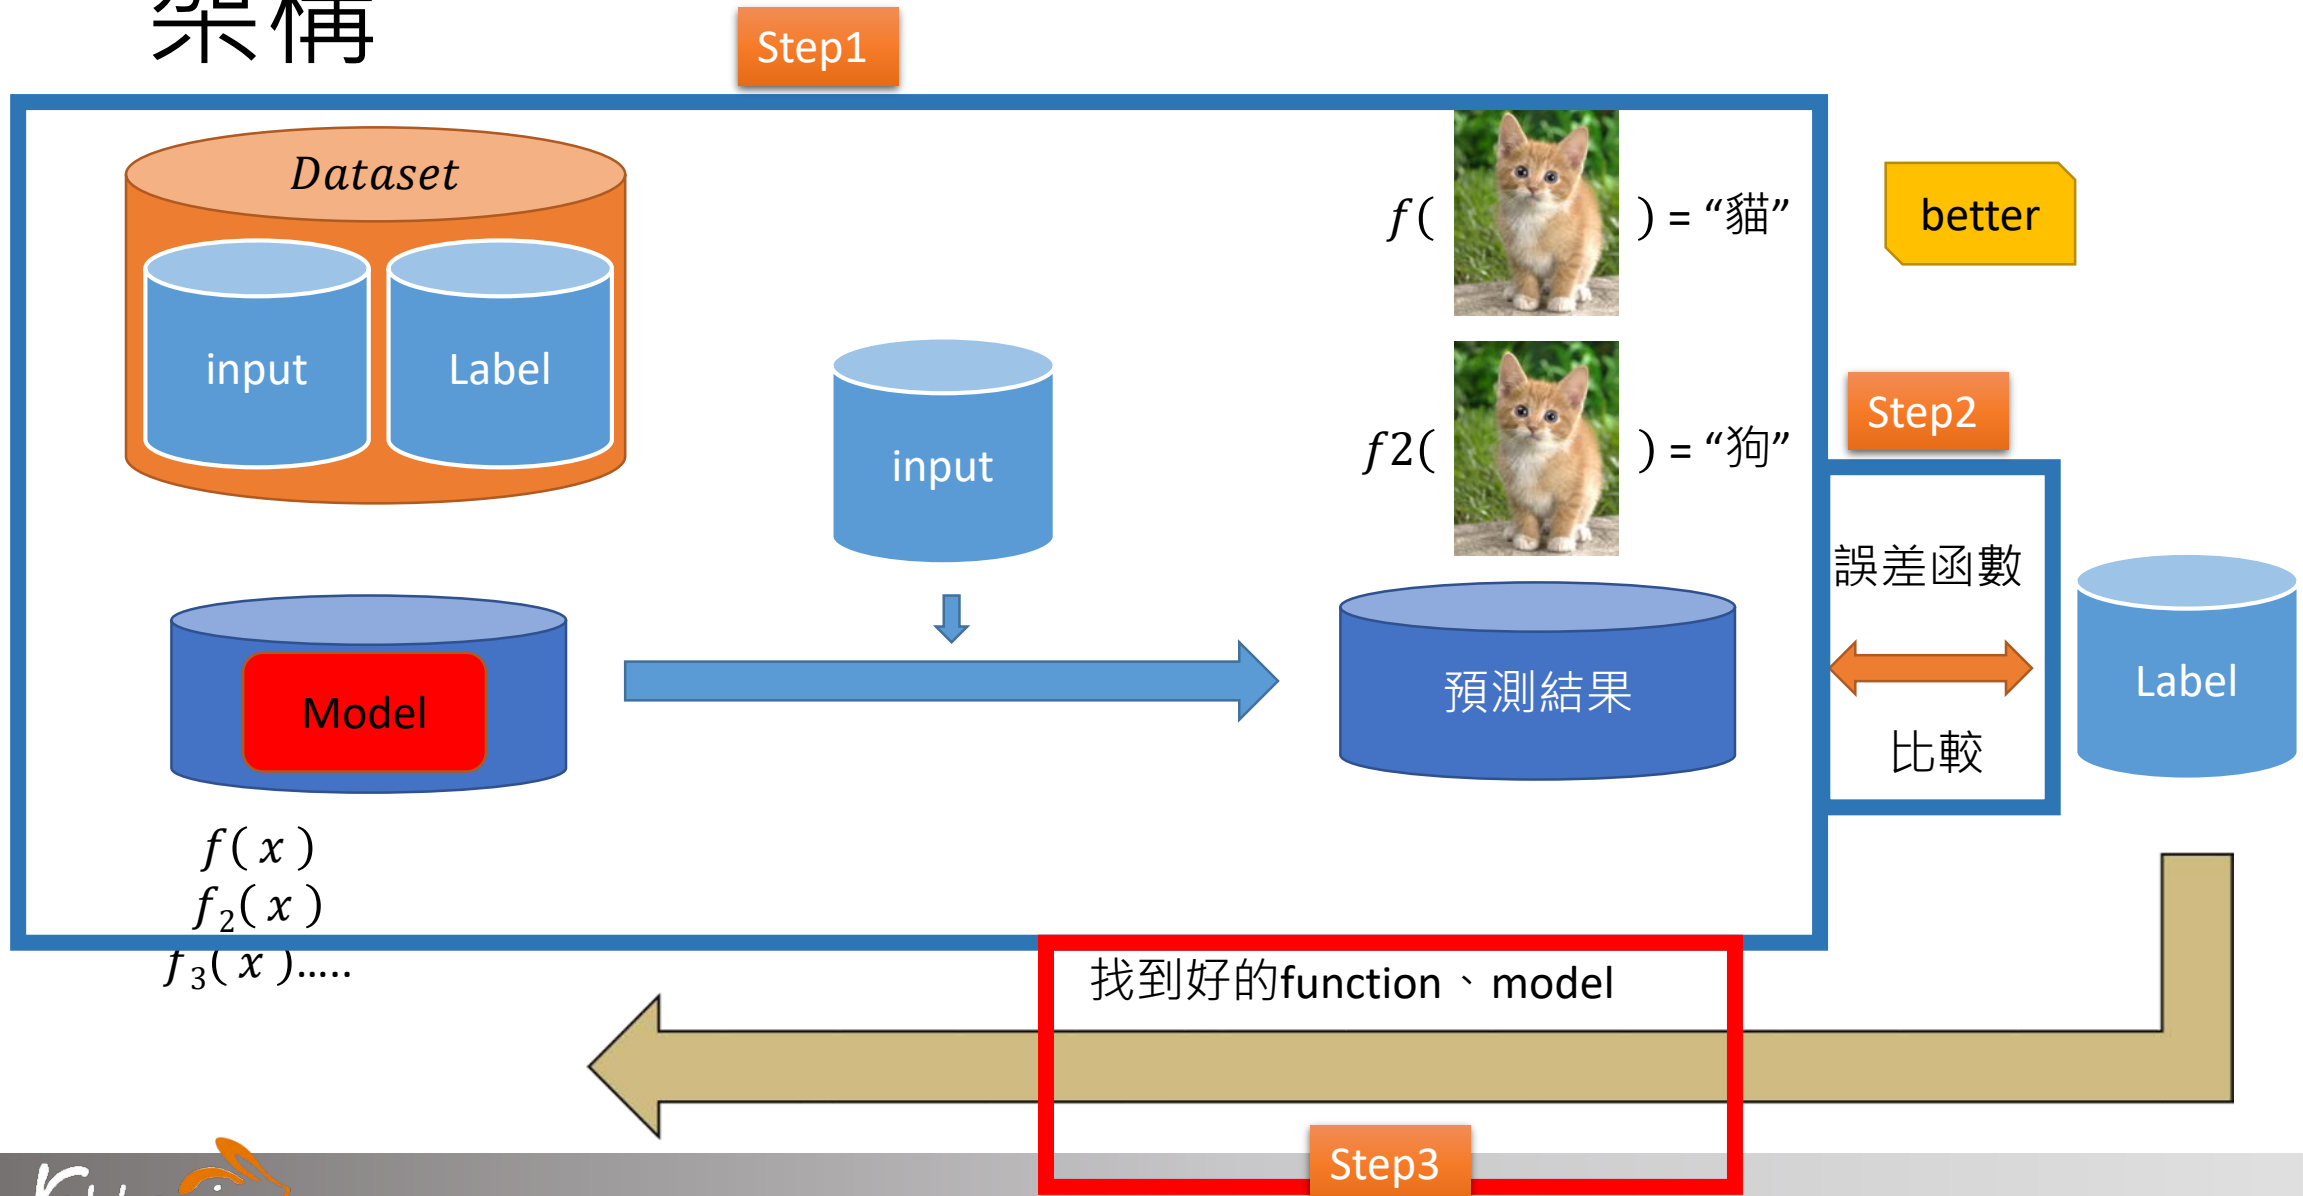 架構
Step1
Dataset
input
Label
input
f( ) = “貓”
better
f2( ) = “狗”
Step2
誤差函數
Model
預測結果
Label
比較
f( x )
f2( x )
f3( x ).....
找到好的function、model
Step3